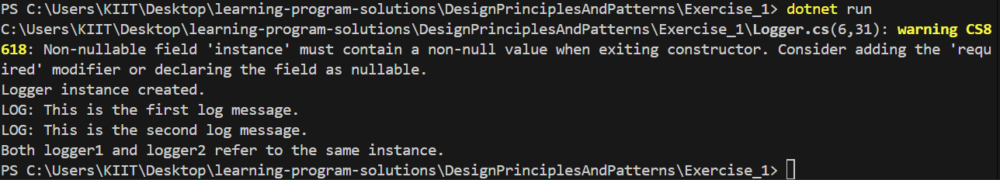 PS C:\Users\KIIT\Desktop\learning-program-solutions\DesignPrinciplesAndPatterns\Exercise_1> dotnet run
C:\Users\KIIT\Desktop\learning-program-solutions\DesignPrinciplesAndPatterns\Exercise_1\Logger.cs(6,31): warning CS8
618: Non-nullable field 'instance' must contain a non-null value when exiting constructor. Consider adding the 'requ
ired' modifier or declaring the field as nullable.
Logger instance created.
LOG: This is the first log message.
LOG: This is the second log message.
Both logger1 and logger2 refer to the same instance.
PS C:\Users\KIIT\Desktop\learning-program-solutions\DesignPrinciplesAndPatterns\Exercise_1>